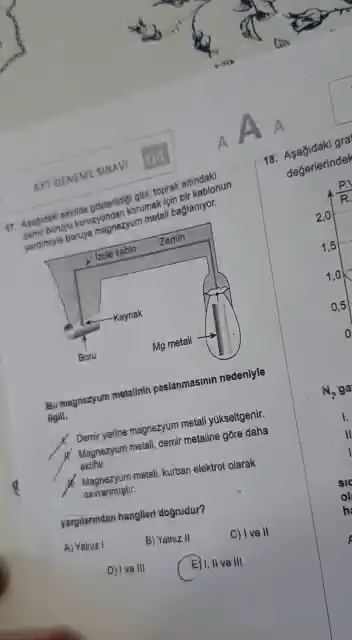 AYT DENEME SINAVI 04
A A A
17. Aşağıdaki şekilde gösterildiği gibi, toprak altındaki
demir boruyu korozyondan korumak için bir kablonun
yardımıyla boruya magnezyum metali bağlanıyor.
İzole kablo
Zemin
Kaynak
Boru
Mg metali
Bu magnezyum metalinin paslanmasının nedeniyle
ilgili,
Demir yerine magnezyum metali yükseltgenir.
Magnezyum metali, demir metaline göre daha
aktiftir.
Magnezyum metali, kurban elektrot olarak
davranmıştır.
yargılarından hangileri doğrudur?
A) Yalnız I
B) Yalnız II
C) I ve II
D) I ve III
E) I, II ve III
18. Aşağıdaki gra
değerlerindek
P.V
R.
2,0
1,5
1,0
0,5
0
N₂ ga
I.
II